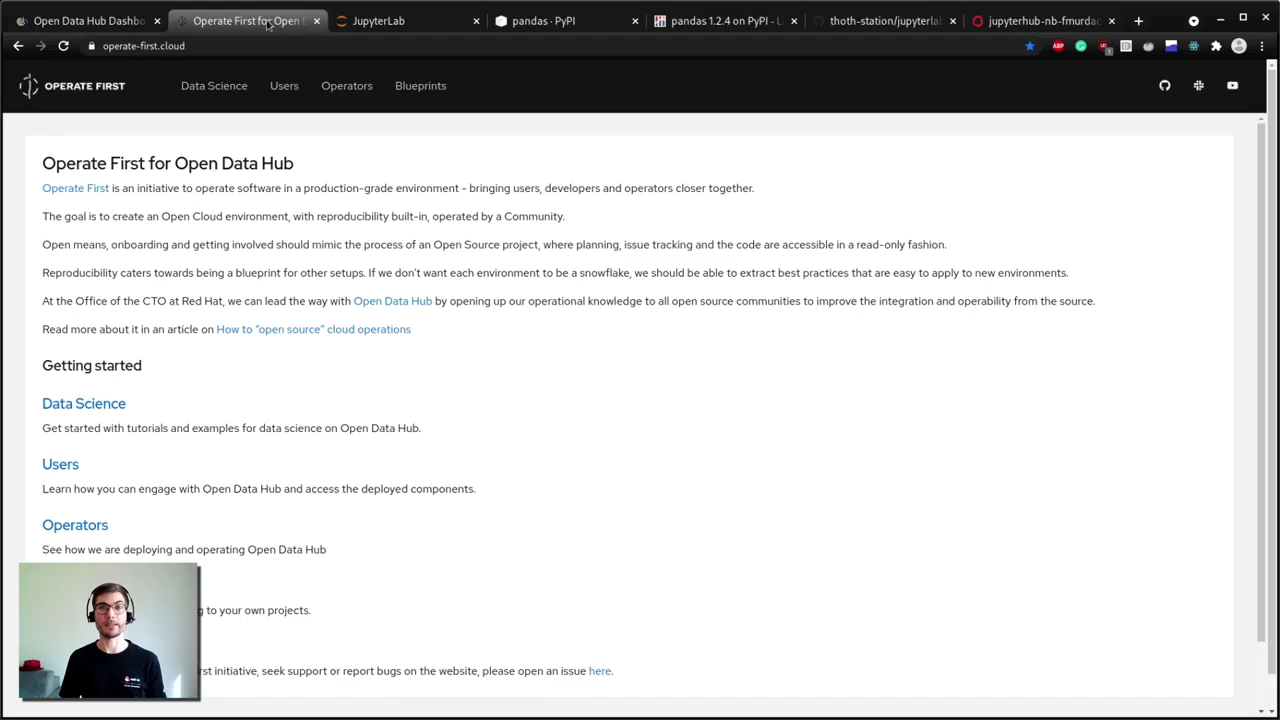 Open Data Hub Dashbo
Operate First for Open
JupyterLab
pandas · PyPI
pandas 1.2.4 on PyPI - L
thoth-station/jupyterlab
jupyterhub-nb-fmurdac
operate-first.cloud
ABP
1
OPERATE FIRST
Data Science
Users
Operators
Blueprints
Operate First for Open Data Hub
Operate First is an initiative to operate software in a production-grade environment - bringing users, developers and operators closer together.
The goal is to create an Open Cloud environment, with reproducibility built-in, operated by a Community.
Open means, onboarding and getting involved should mimic the process of an Open Source project, where planning, issue tracking and the code are accessible in a read-only fashion.
Reproducibility caters towards being a blueprint for other setups. If we don't want each environment to be a snowflake, we should be able to extract best practices that are easy to apply to new environments.
At the Office of the CTO at Red Hat, we can lead the way with Open Data Hub by opening up our operational knowledge to all open source communities to improve the integration and operability from the source.
Read more about it in an article on How to "open source" cloud operations
Getting started
Data Science
Get started with tutorials and examples for data science on Open Data Hub.
Users
Learn how you can engage with Open Data Hub and access the deployed components.
Operators
See how we are deploying and operating Open Data Hub
g to your own projects.
rst initiative, seek support or report bugs on the website, please open an issue here.